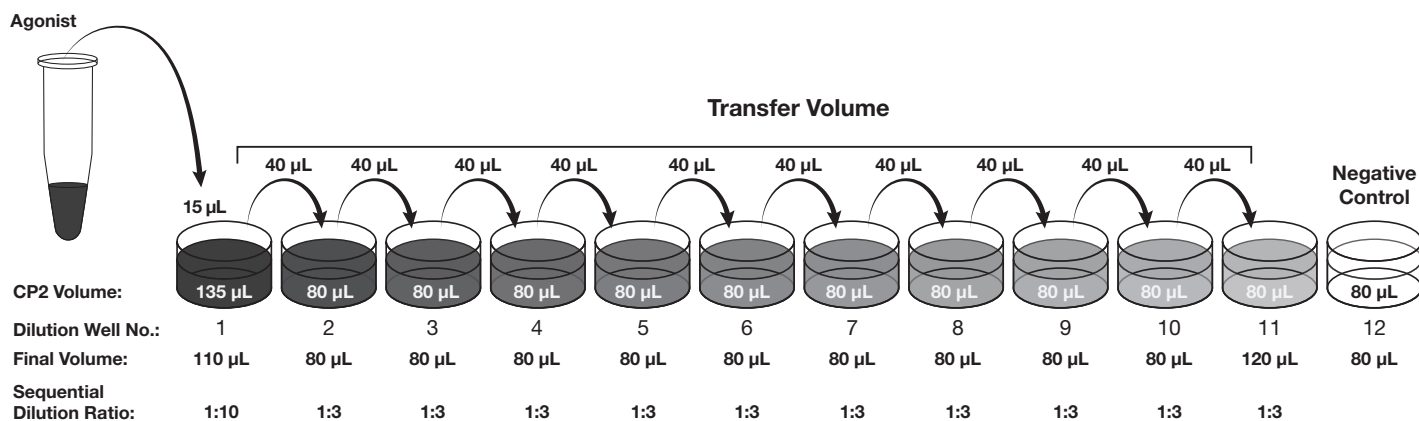 Agonist
Transfer Volume
40 µL 40 µL 40 µL 40 µL 40 µL 40 µL 40 µL 40 µL 40 µL 40 µL
Negative
Control
15 µL
CP2 Volume: 135 µL 80 µL 80 µL 80 µL 80 µL 80 µL 80 µL 80 µL 80 µL 80 µL 80 µL 80 µL
Dilution Well No.: 1 2 3 4 5 6 7 8 9 10 11 12
Final Volume: 110 µL 80 µL 80 µL 80 µL 80 µL 80 µL 80 µL 80 µL 80 µL 80 µL 120 µL 80 µL
Sequential
Dilution Ratio: 1:10 1:3 1:3 1:3 1:3 1:3 1:3 1:3 1:3 1:3 1:3